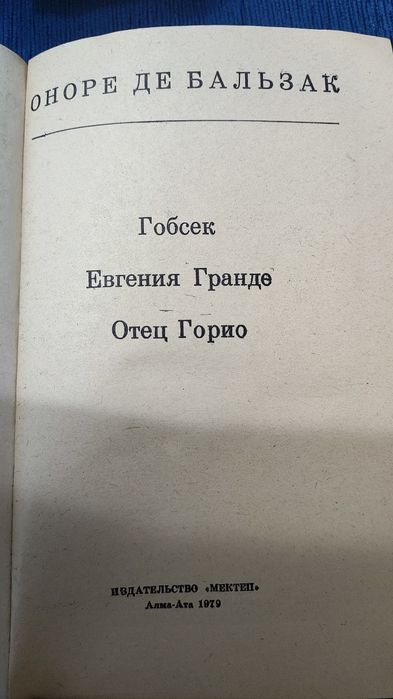 ОНОРЕ ДЕ БАЛЬЗАК
Гобсек
Евгения Гранде
Отец Горио
ИЗДАТЕЛЬСТВО «МЕКТЕП»
Алма-Ата 1979